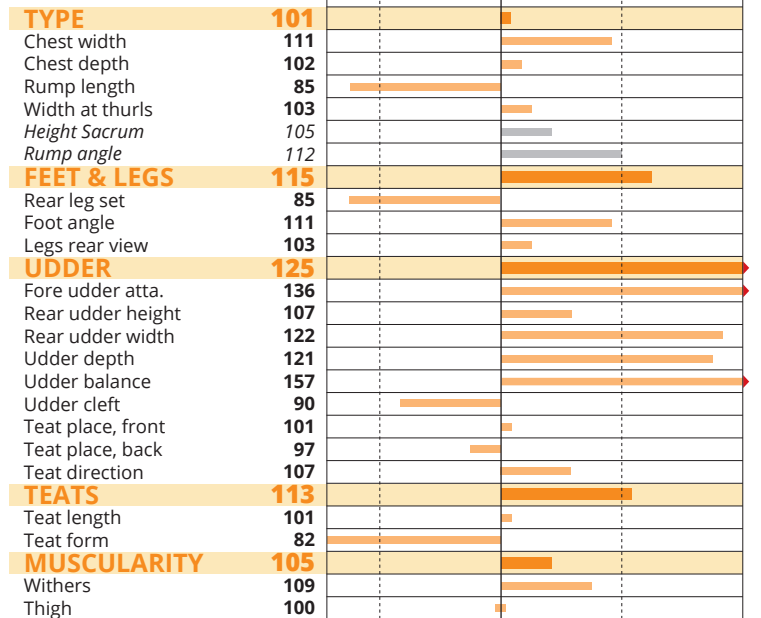 TYPE 101
Chest width 111
Chest depth 102
Rump length 85
Width at thurls 103
Height Sacrum 105
Rump angle 112
FEET & LEGS 115
Rear leg set 85
Foot angle 111
Legs rear view 103
UDDER 125
Fore udder atta. 136
Rear udder height 107
Rear udder width 122
Udder depth 121
Udder balance 157
Udder cleft 90
Teat place, front 101
Teat place, back 97
Teat direction 107
TEATS 113
Teat length 101
Teat form 82
MUSCULARITY 105
Withers 109
Thigh 100